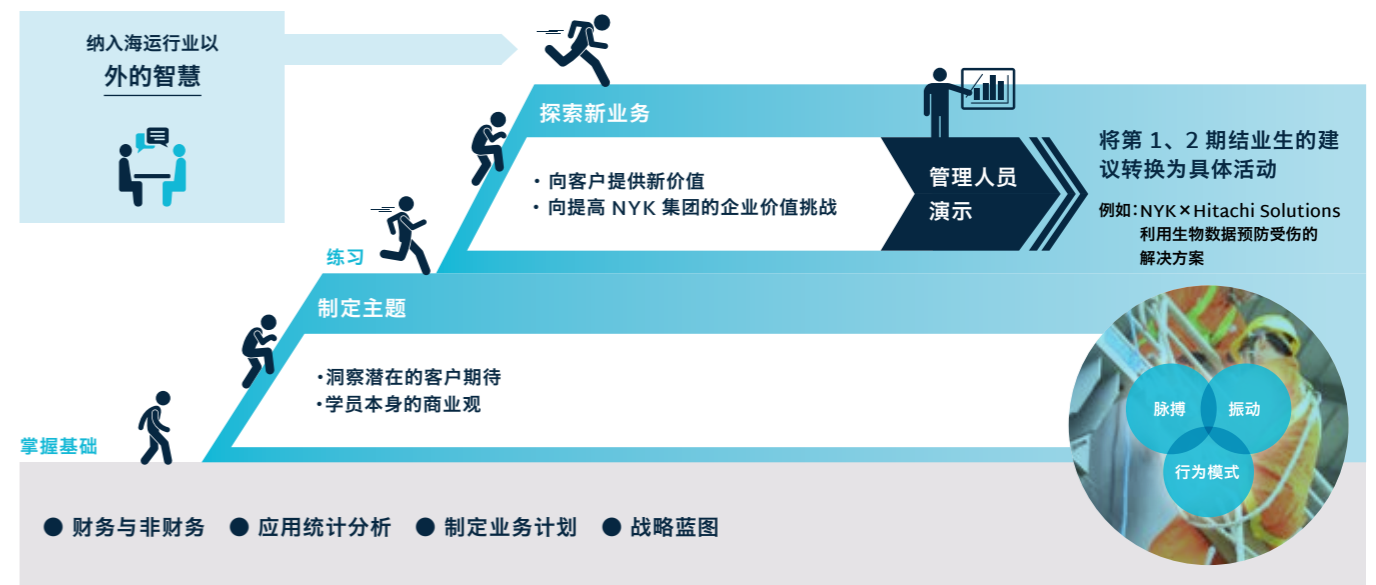 纳入海运行业以
外的智慧
探索新业务
• 向客户提供新价值
• 向提高 NYK 集团的企业价值挑战
管理人员
演示
将第 1、2 期结业生的建
议转换为具体活动
例如：NYK×Hitachi Solutions
利用生物数据预防受伤的
解决方案
练习
制定主题
•洞察潜在的客户期待
•学员本身的商业观
脉搏
振动
行为模式
掌握基础
● 财务与非财务 ● 应用统计分析 ● 制定业务计划 ● 战略蓝图